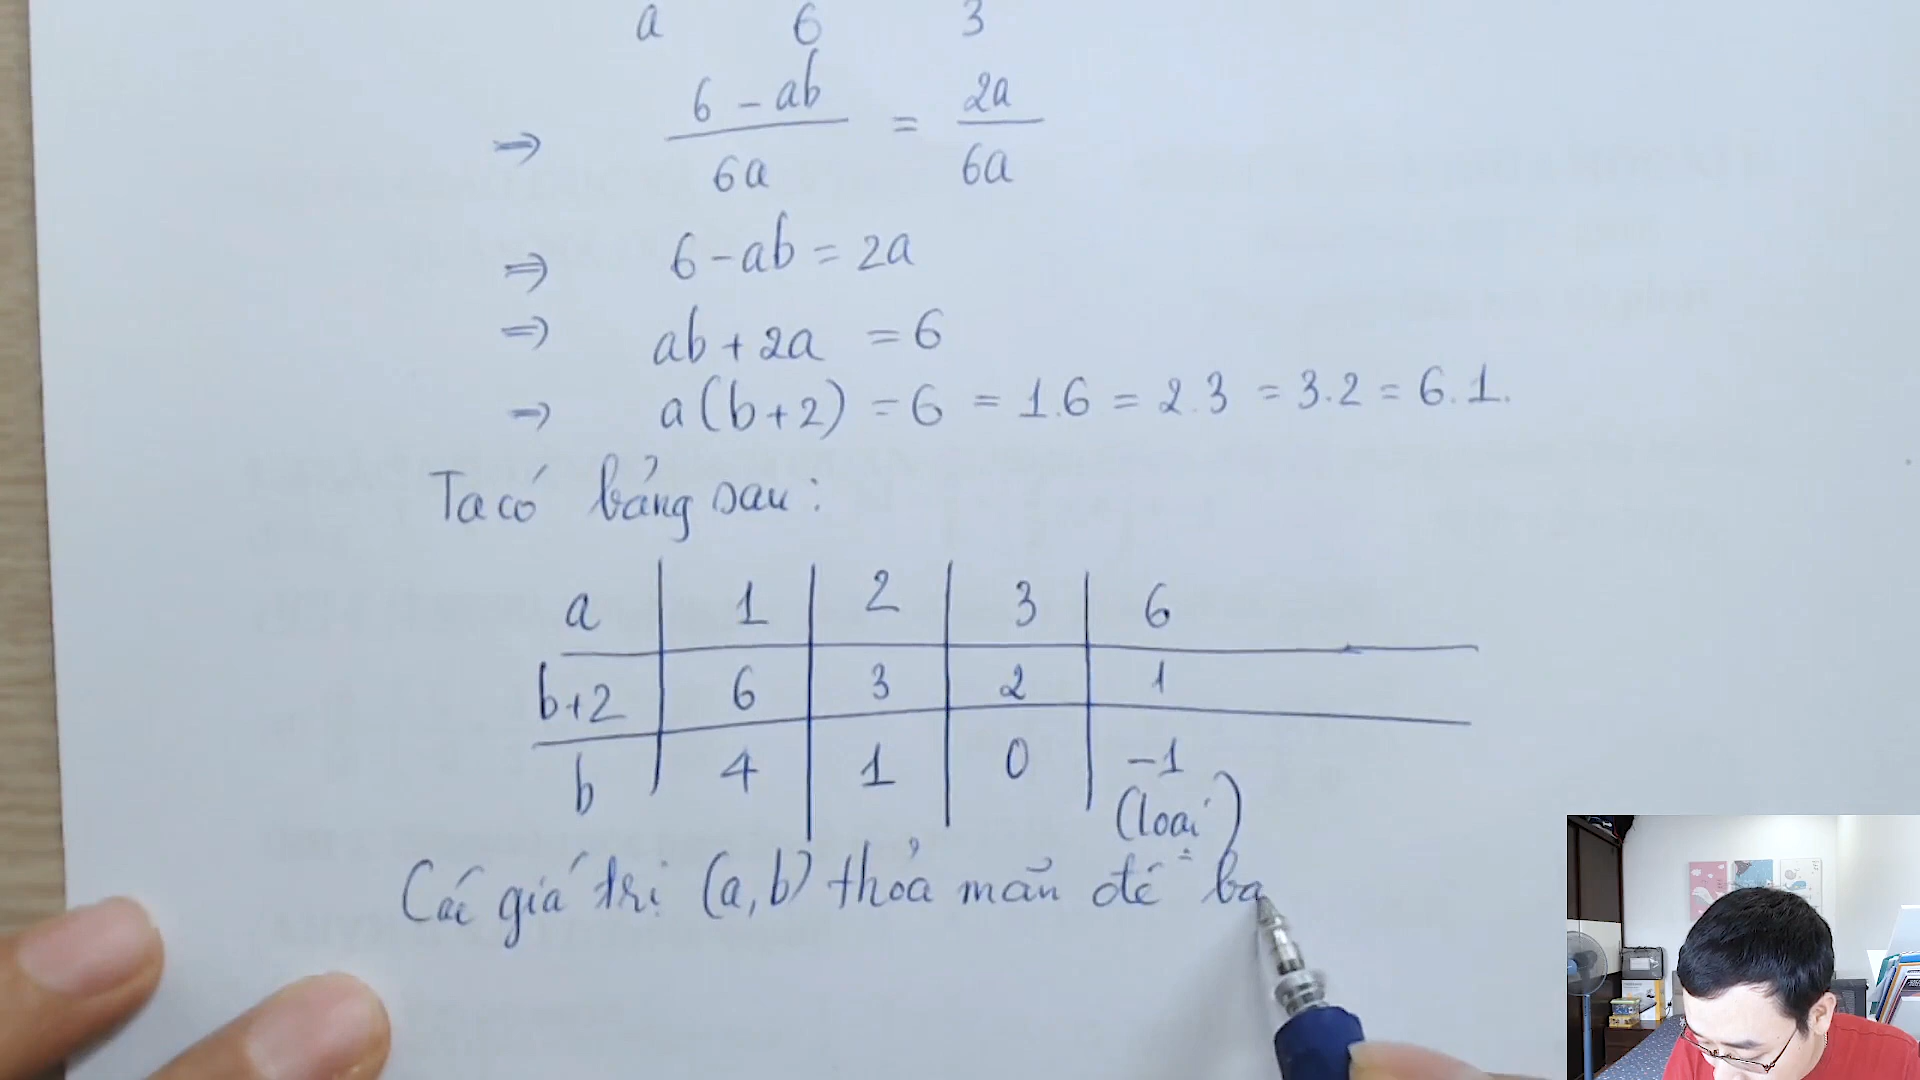 a 6 3
⇒ 6 - ab / 6a = 2a / 6a
⇒ 6 - ab = 2a
⇒ ab + 2a = 6
⇒ a(b+2) = 6 = 1.6 = 2.3 = 3.2 = 6.1.
Ta có bảng sau:
a | 1 | 2 | 3 | 6
b+2 | 6 | 3 | 2 | 1
b | 4 | 1 | 0 | -1
(loại)
Các giá trị (a,b) thỏa mãn đề ba